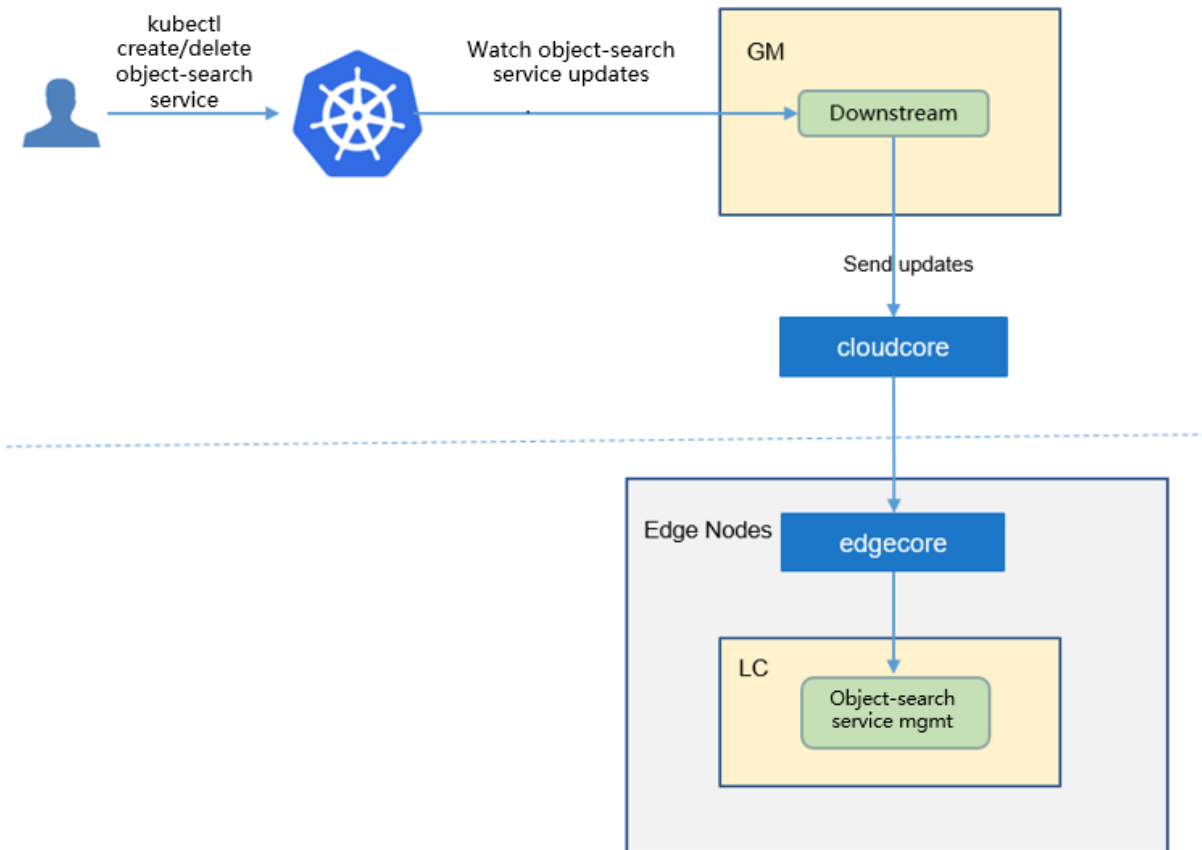 kubectl
create/delete
object-search
service
Watch object-search
service updates
GM
Downstream
Send updates
cloudcore
Edge Nodes
edgecore
LC
Object-search
service mgmt